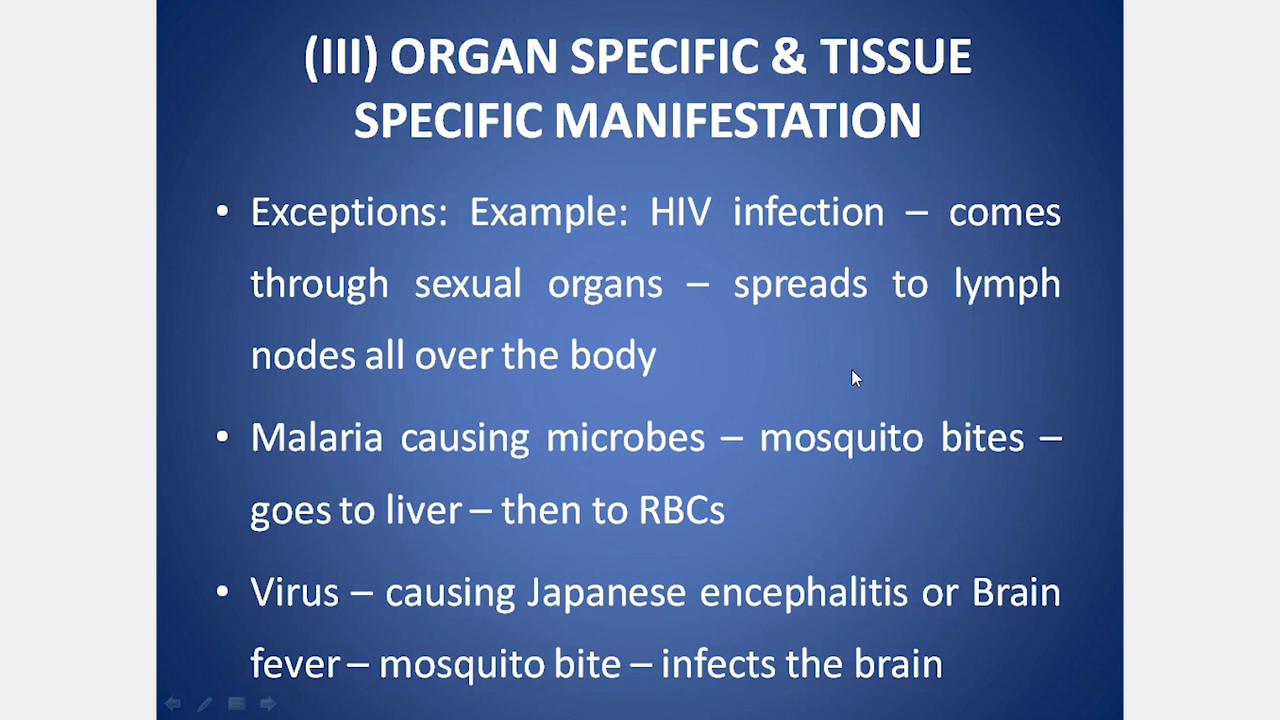 (III) ORGAN SPECIFIC & TISSUE
SPECIFIC MANIFESTATION
• Exceptions: Example: HIV infection – comes
through sexual organs – spreads to lymph
nodes all over the body
• Malaria causing microbes – mosquito bites –
goes to liver – then to RBCs
• Virus – causing Japanese encephalitis or Brain
fever – mosquito bite – infects the brain